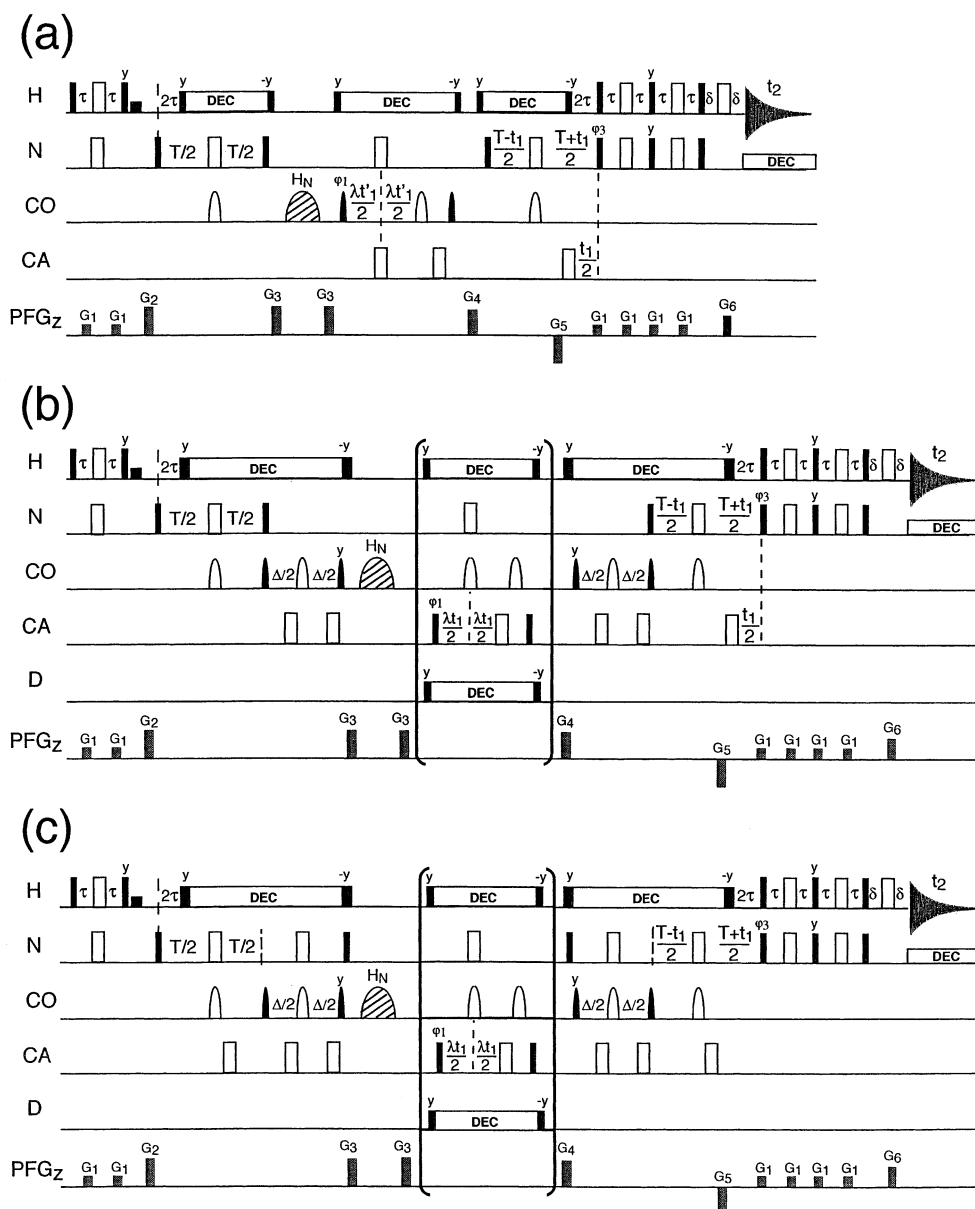 (a)
y y -y y -y y -y y t2
H τ τ 2τ DEC DEC DEC 2τ τ τ τ τ δ δ
N T/2 T/2 T-t1/2 T+t1/2 φ3 y DEC
CO HN φ1 λt'1/2 λt'1/2
CA t1/2
PFGz G1 G1 G2 G3 G3 G4 G5 G1 G1 G1 G1 G6
(b)
y y -y y -y y -y y t2
H τ τ 2τ DEC DEC DEC 2τ τ τ τ τ δ δ
N T/2 T/2 T-t1/2 T+t1/2 φ3 y DEC
CO Δ/2 Δ/2 y HN y Δ/2 Δ/2
CA φ1 λt1/2 λt1/2 t1/2
D y DEC -y
PFGz G1 G1 G2 G3 G3 G4 G5 G1 G1 G1 G1 G6
(c)
y y -y y -y y -y y t2
H τ τ 2τ DEC DEC DEC 2τ τ τ τ τ δ δ
N T/2 T/2 T-t1/2 T+t1/2 φ3 y DEC
CO Δ/2 Δ/2 y HN y Δ/2 Δ/2
CA φ1 λt1/2 λt1/2
D y DEC -y
PFGz G1 G1 G2 G3 G3 G4 G5 G1 G1 G1 G1 G6